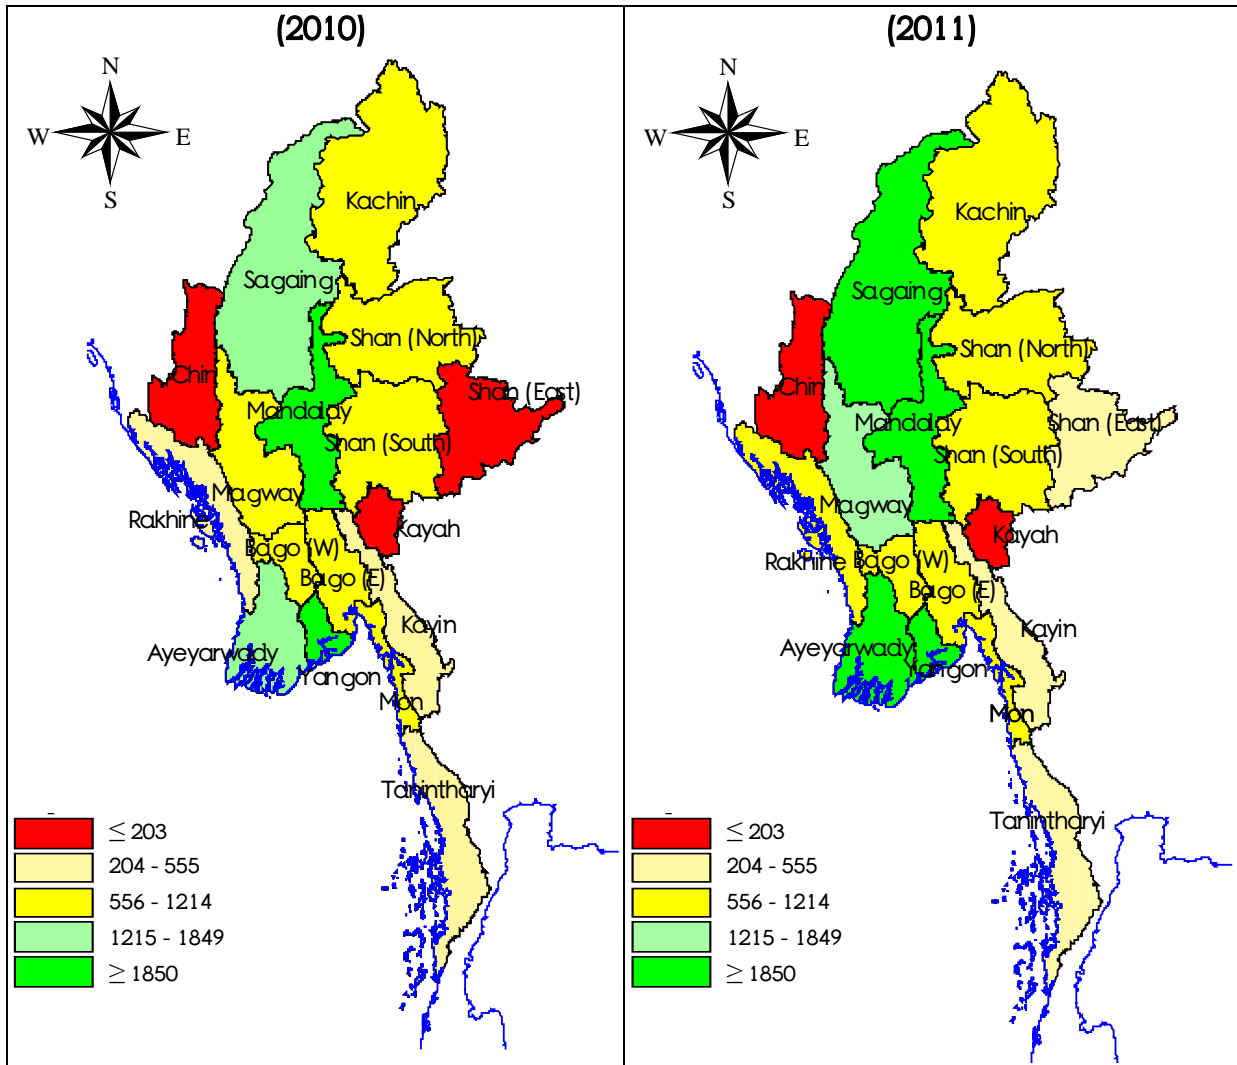 (2010)
N
W
E
S
Kachin
Sagaing
Shan (North)
Chin
Shan (East)
Mandalay
Shan (South)
Magway
Rakhine
Kayah
Bago (W)
Bago (E)
Kayin
Ayeyarwady
Yangon
Mon
Tanintharyi
≤ 203
204 - 555
556 - 1214
1215 - 1849
≥ 1850
(2011)
N
W
E
S
Kachin
Sagaing
Shan (North)
Chin
Mandalay
Shan (East)
Shan (South)
Magway
Kayah
Rakhine
Bago (W)
Bago (E)
Kayin
Ayeyarwady
Yangon
Mon
Tanintharyi
≤ 203
204 - 555
556 - 1214
1215 - 1849
≥ 1850